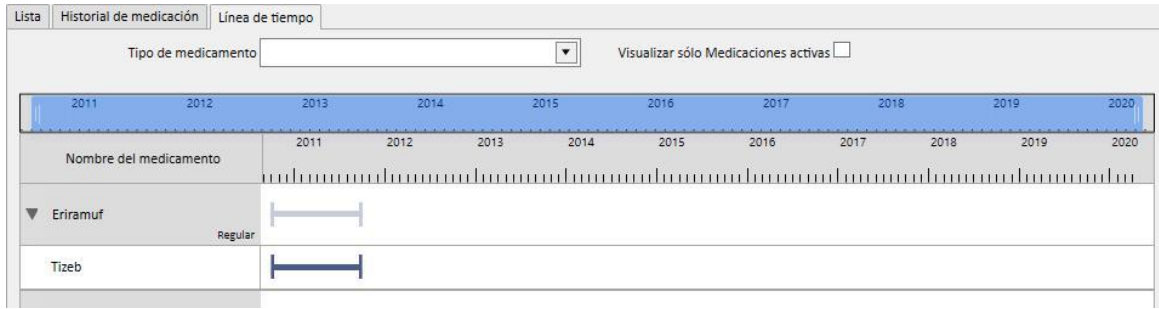 Lista Historial de medicación Línea de tiempo
Tipo de medicamento Visualizar sólo Medicaciones activas
2011 2012 2013 2014 2015 2016 2017 2018 2019 2020
Nombre del medicamento 2011 2012 2013 2014 2015 2016 2017 2018 2019 2020
Eriramuf
Regular
Tizeb